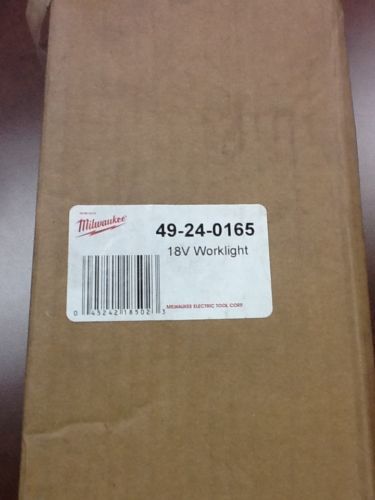 Milwaukee
49-24-0165
18V Worklight
0 45242 18502 3
MILWAUKEE ELECTRIC TOOL CORP.